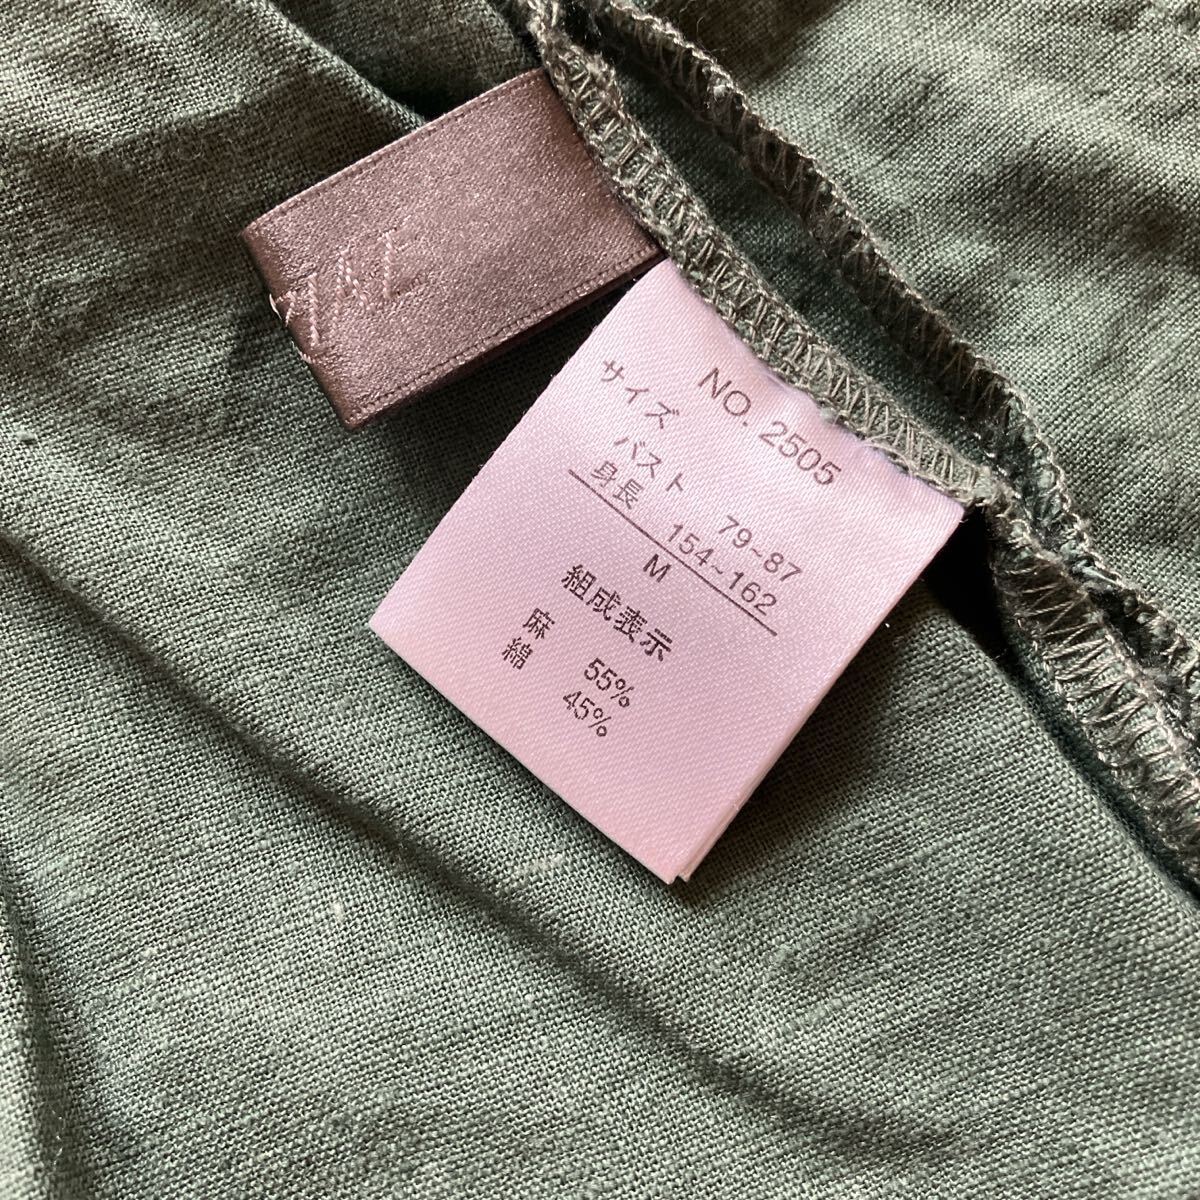 NO. 2505
サイズ
バスト 79~87
身長 154~162
M
組成表示
麻 55%
綿 45%